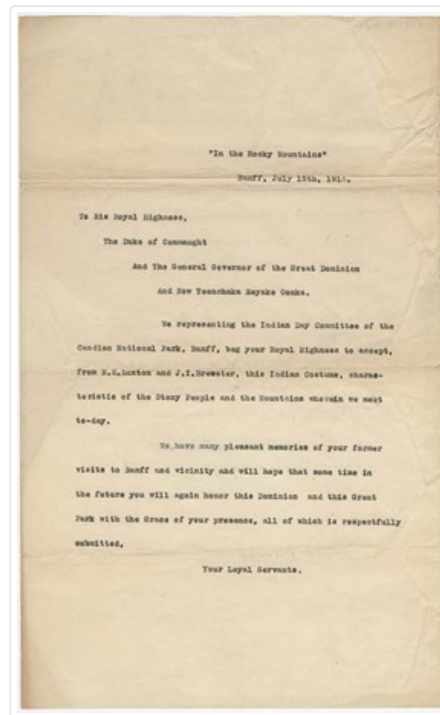 "In the Rocky Mountains"
Banff, July 15th, 1916.
To His Royal Highness,
The Duke of Connaught
And The General Governor of the Great Dominion
And Now Teenchaka Neyake Oonka.
We representing the Indian Day Committee of the
Candian National Park, Banff, beg your Royal Highness to accept,
from N.K.Luxton and J.I.Brewster, this Indian Costume, charac-
teristic of the Stony People and the Mountains wherein we meet
to-day.
We,have many pleasant memories of your former
visits to Banff and vicinity and will hope that some time in
the future you will again honor this Dominion and this Great
Park with the Grace of your presence, all of which is respectfully
submitted,
Your Loyal Servants.